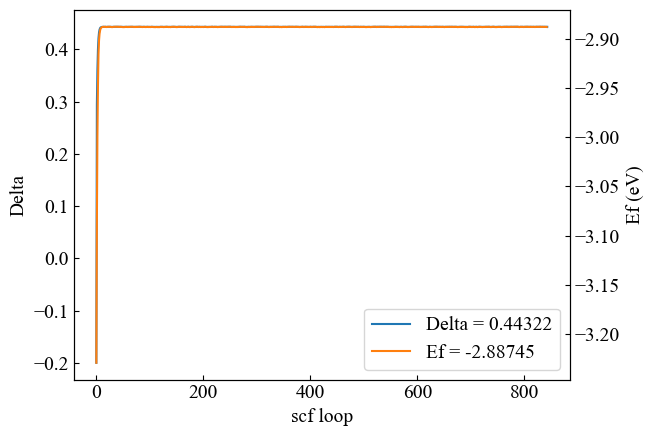 0.4
0.3
0.2
0.1
0.0
−0.1
−0.2
Delta
−2.90
−2.95
−3.00
−3.05
−3.10
−3.15
−3.20
Ef (eV)
Delta = 0.44322
Ef = -2.88745
0 200 400 600 800
scf loop